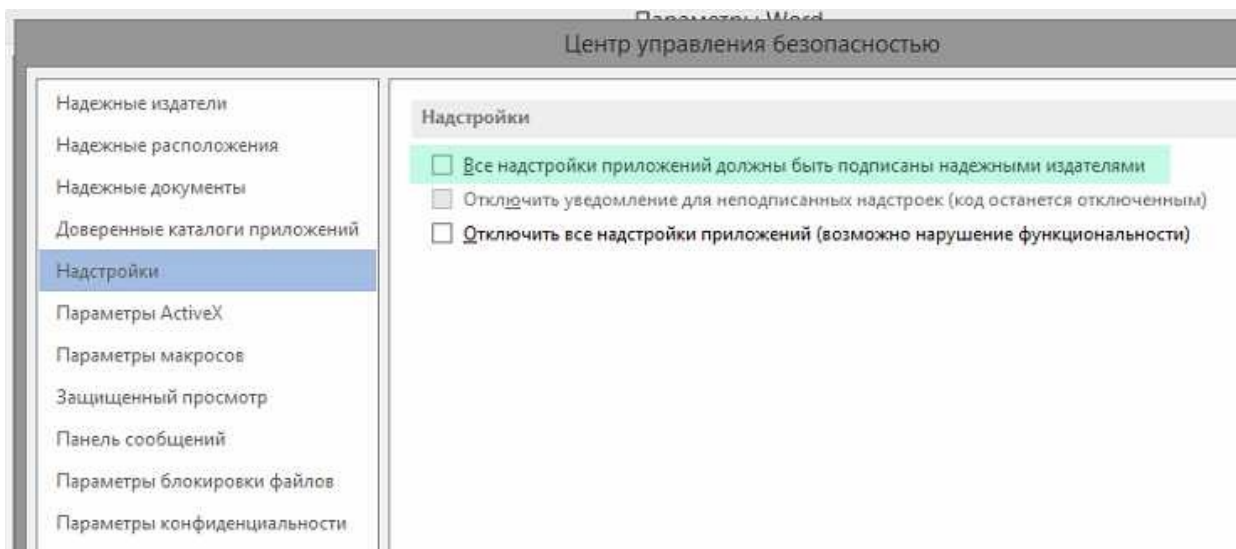 Параметры Word
Центр управления безопасностью
Надежные издатели
Надежные расположения
Надежные документы
Доверенные каталоги приложений
Надстройки
Параметры ActiveX
Параметры макросов
Защищенный просмотр
Панель сообщений
Параметры блокировки файлов
Параметры конфиденциальности
Надстройки
Все надстройки приложений должны быть подписаны надежными издателями
Отключить уведомление для неподписанных надстроек (код останется отключенным)
Отключить все надстройки приложений (возможно нарушение функциональности)